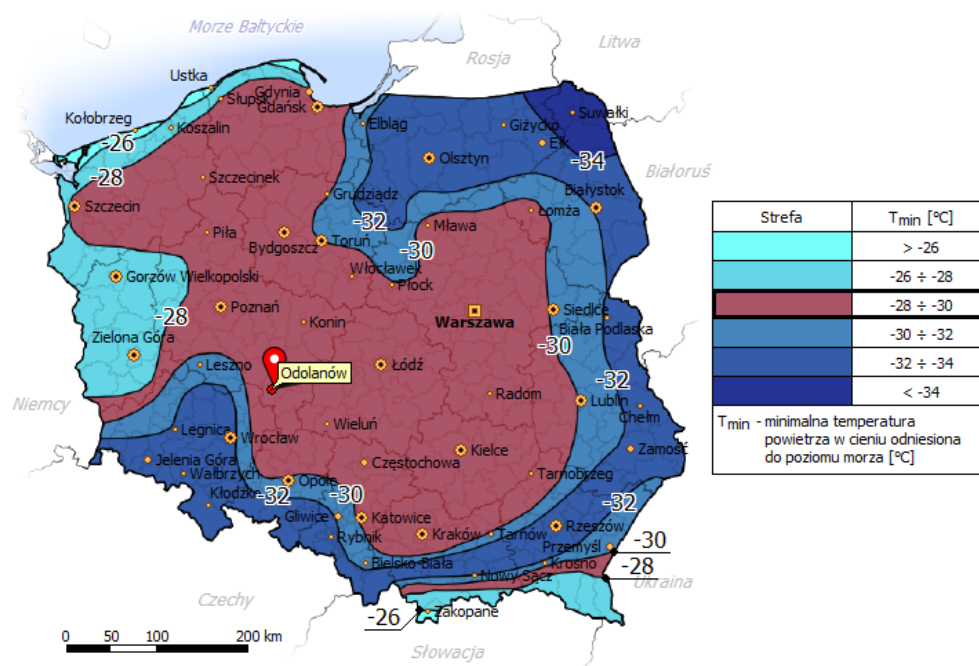 Morze Bałtyckie
Litwa
Rosja
Ustka
Gdynia
Słupsk
Gdańsk
Kołobrzeg
Koszalin
Elbląg
Giżycko
Suwałki
-26
Ełk
Olsztyn
-34
-28
Szczecinek
Białoruś
Grudziądz
Białystok
Szczecin
-32
Łomża
Mława
Piła
Bydgoszcz
Toruń
-30
Włocławek
Gorzów Wielkopolski
Płock
Poznań
-28
Konin
Warszawa
Siedlce
Biała Podlaska
Zielona Góra
-30
Leszno
Odolanów
Łódź
-32
Niemcy
Radom
Lublin
Chełm
Legnica
Wrocław
Wieluń
Kielce
Zamość
Jelenia Góra
Częstochowa
Wałbrzych
Tarnobrzeg
Opole
Kłodzko
-32
-30
-32
Gliwice
Katowice
Rzeszów
Rybnik
Kraków
Tarnów
Przemyśl
-30
Bielsko-Biała
Krosno
-28
Nowy Sącz
Ukraina
Czechy
-26
Zakopane
0 50 100 200 km
Słowacja
Strefa Tmin [°C]
> -26
-26 ÷ -28
-28 ÷ -30
-30 ÷ -32
-32 ÷ -34
< -34
Tmin - minimalna temperatura
powietrza w cieniu odniesiona
do poziomu morza [°C]